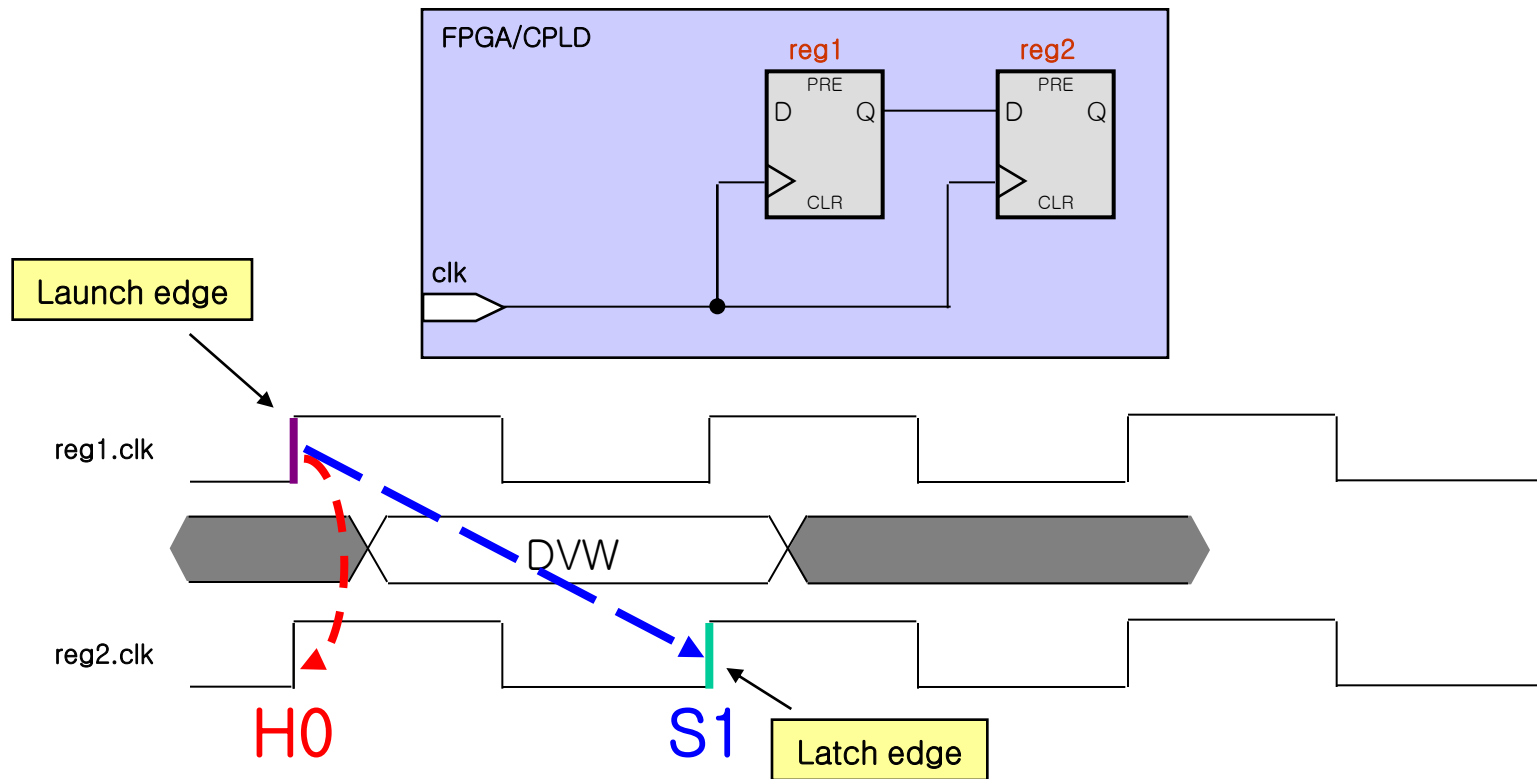 FPGA/CPLD
reg1
reg2
PRE
D
Q
CLR
PRE
D
Q
CLR
clk
Launch edge
reg1.clk
DVW
reg2.clk
H0
S1
Latch edge